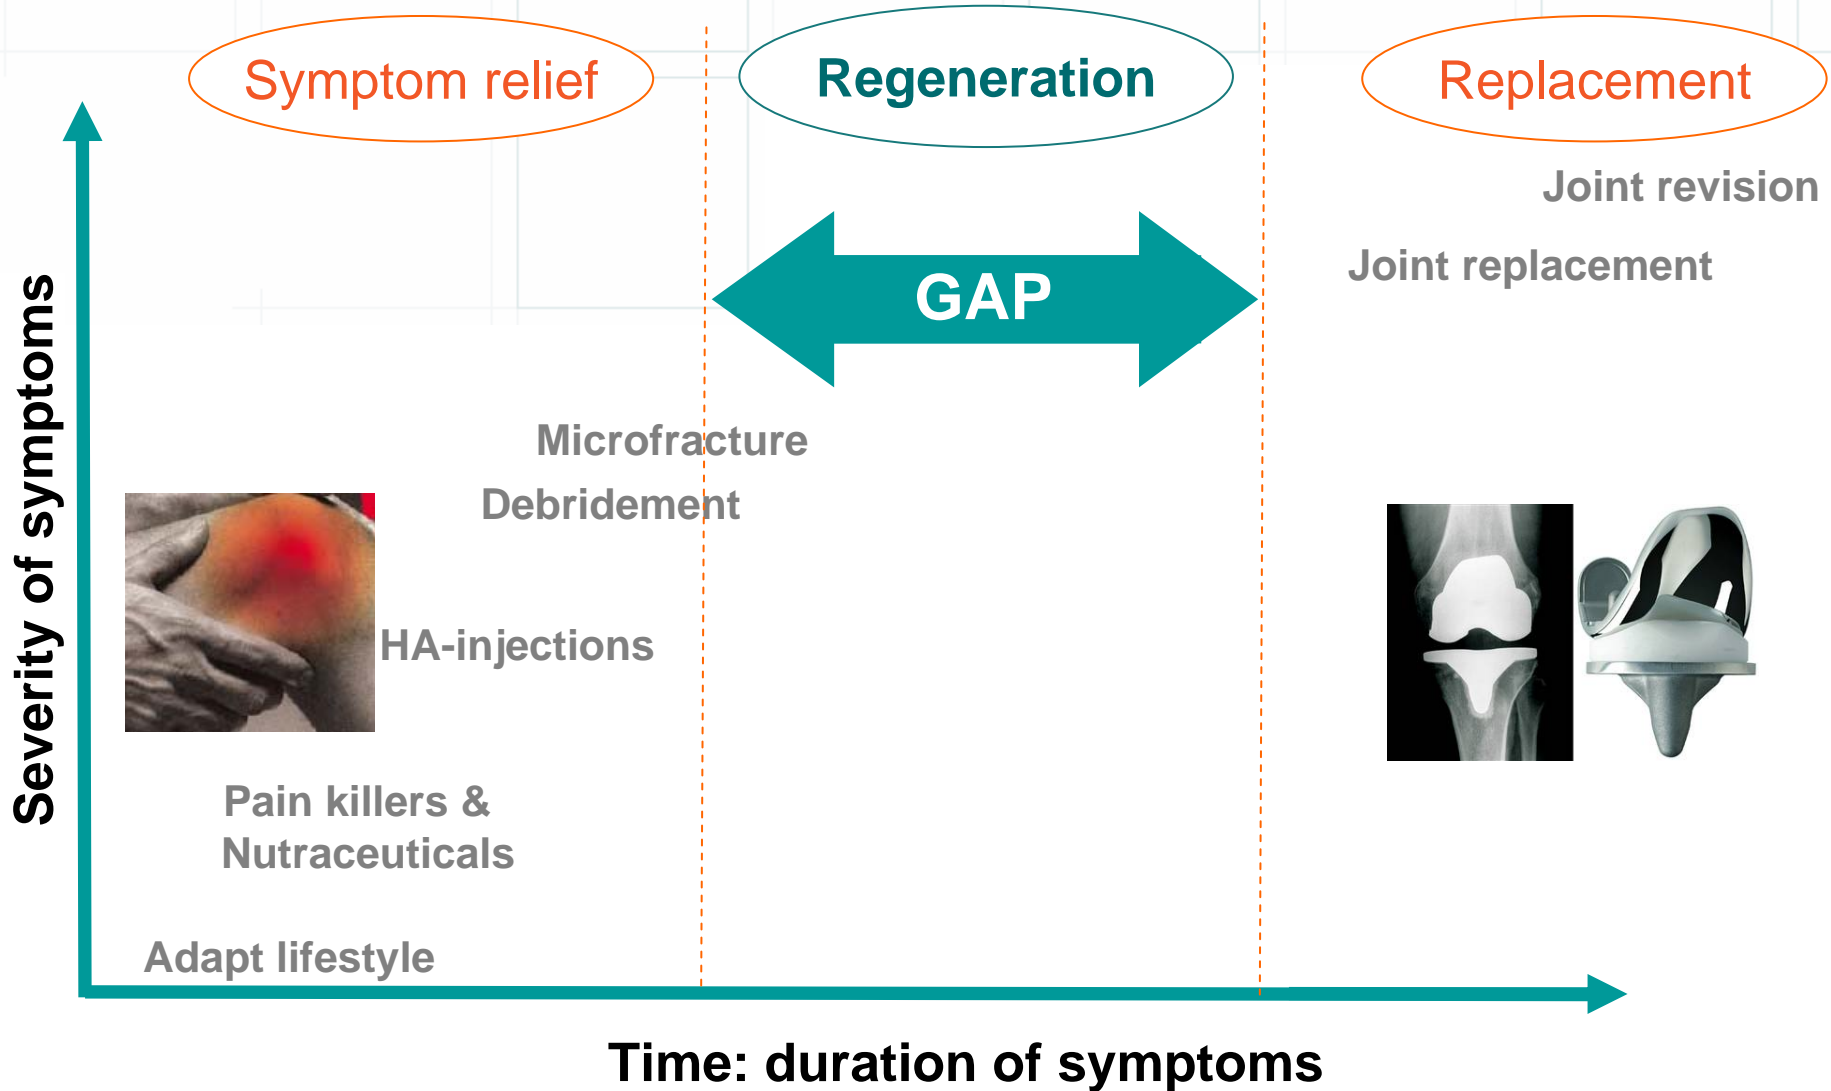 Symptom relief
Regeneration
Replacement
Joint revision
Joint replacement
GAP
Severity of symptoms
Microfracture
Debridement
HA-injections
Pain killers &
Nutraceuticals
Adapt lifestyle
Time: duration of symptoms